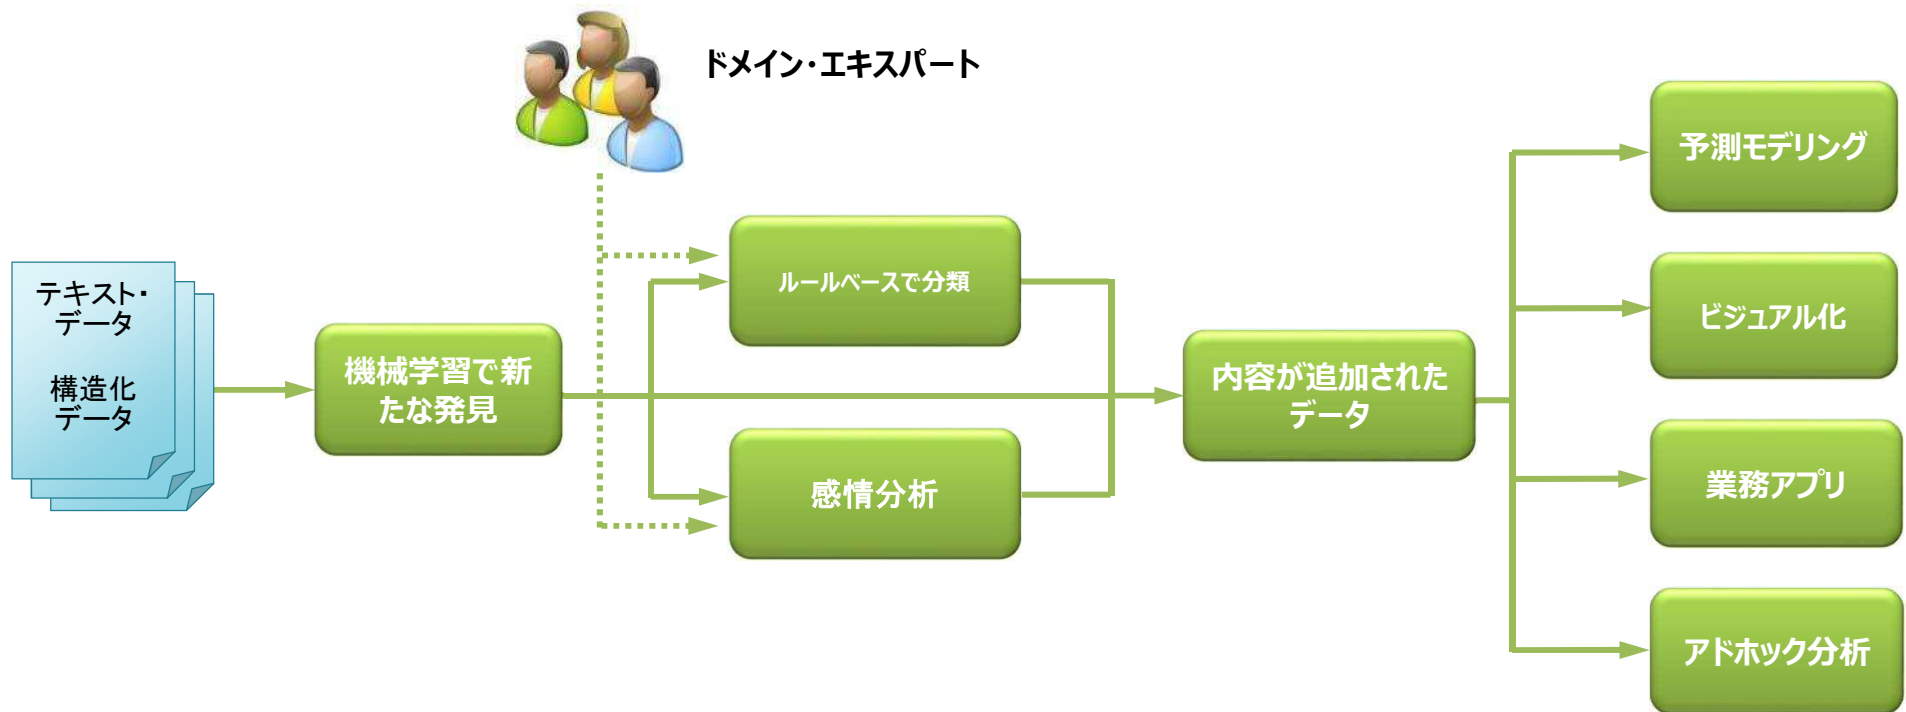 ドメイン・エキスパート
テキスト・
データ
構造化
データ
機械学習で新
たな発見
ルールベースで分類
感情分析
内容が追加された
データ
予測モデリング
ビジュアル化
業務アプリ
アドホック分析